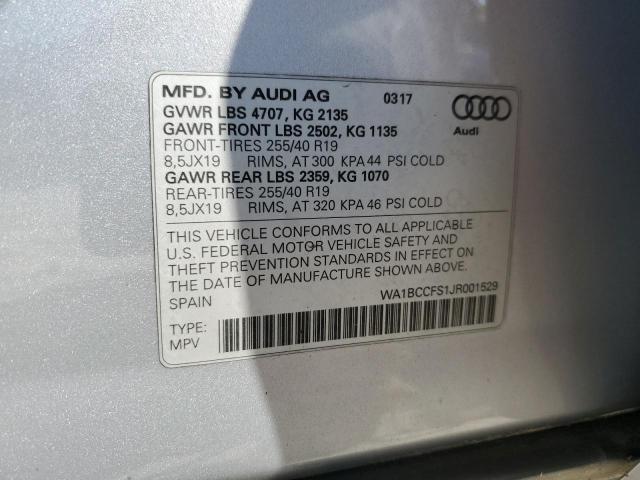 MFD. BY AUDI AG 0317
GVWR LBS 4707, KG 2135
GAWR FRONT LBS 2502, KG 1135
Audi
FRONT-TIRES 255/40 R19
8,5JX19 RIMS, AT 300 KPA 44 PSI COLD
GAWR REAR LBS 2359, KG 1070
REAR-TIRES 255/40 R19
8,5JX19 RIMS, AT 320 KPA 46 PSI COLD
THIS VEHICLE CONFORMS TO ALL APPLICABLE
U.S. FEDERAL MOTOR VEHICLE SAFETY AND
THEFT PREVENTION STANDARDS IN EFFECT ON
THE DATE OF MANUFACTURE SHOWN ABOVE.
SPAIN WA1BCCFS1JR001529
TYPE:
MPV